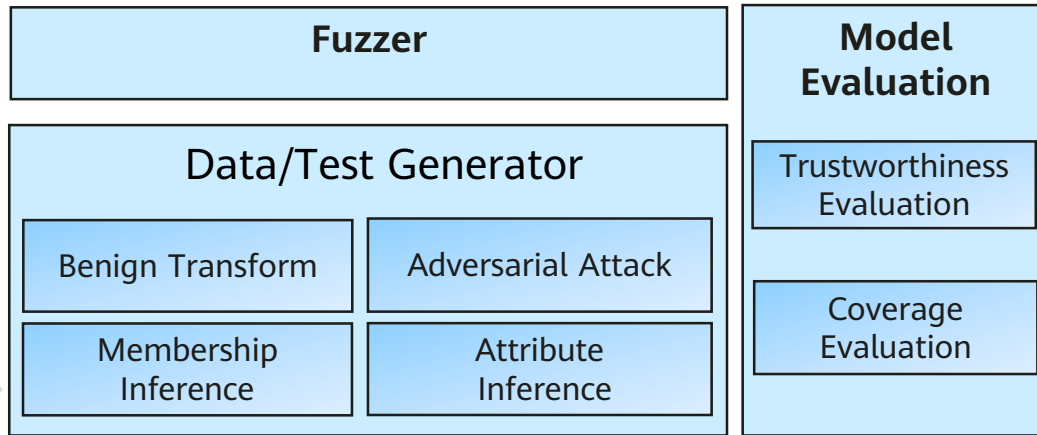 Fuzzer
Data/Test Generator
Benign Transform
Adversarial Attack
Membership
Inference
Attribute
Inference
Model
Evaluation
Trustworthiness
Evaluation
Coverage
Evaluation